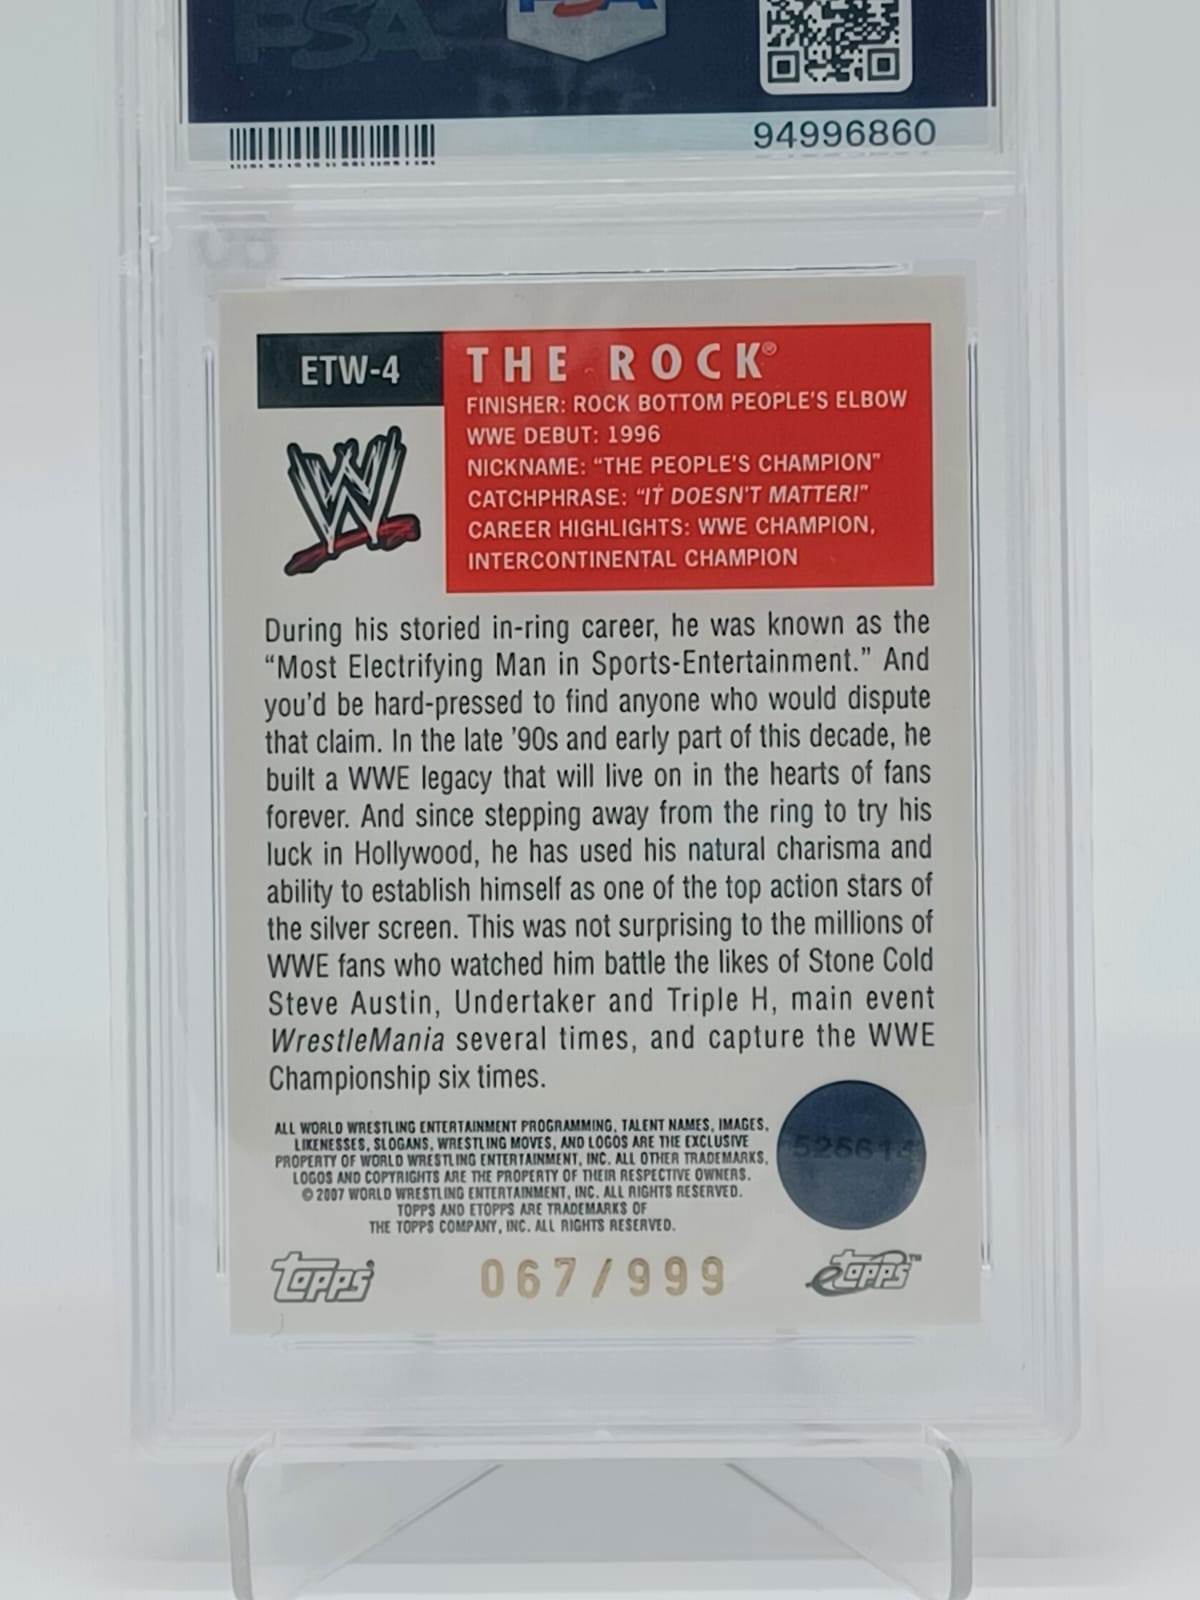 PSA
PSA
94996860
ETW-4
THE ROCK®
FINISHER: ROCK BOTTOM PEOPLE'S ELBOW
WWE DEBUT: 1996
NICKNAME: “THE PEOPLE'S CHAMPION”
CATCHPHRASE: “IT DOESN'T MATTER!”
CAREER HIGHLIGHTS: WWE CHAMPION,
INTERCONTINENTAL CHAMPION
W
During his storied in-ring career, he was known as the
“Most Electrifying Man in Sports-Entertainment.” And
you'd be hard-pressed to find anyone who would dispute
that claim. In the late '90s and early part of this decade, he
built a WWE legacy that will live on in the hearts of fans
forever. And since stepping away from the ring to try his
luck in Hollywood, he has used his natural charisma and
ability to establish himself as one of the top action stars of
the silver screen. This was not surprising to the millions of
WWE fans who watched him battle the likes of Stone Cold
Steve Austin, Undertaker and Triple H, main event
WrestleMania several times, and capture the WWE
Championship six times.
ALL WORLD WRESTLING ENTERTAINMENT PROGRAMMING, TALENT NAMES, IMAGES,
LIKENESSES, SLOGANS, WRESTLING MOVES, AND LOGOS ARE THE EXCLUSIVE
PROPERTY OF WORLD WRESTLING ENTERTAINMENT, INC. ALL OTHER TRADEMARKS,
LOGOS AND COPYRIGHTS ARE THE PROPERTY OF THEIR RESPECTIVE OWNERS.
© 2007 WORLD WRESTLING ENTERTAINMENT, INC. ALL RIGHTS RESERVED.
TOPPS AND ETOPPS ARE TRADEMARKS OF
THE TOPPS COMPANY, INC. ALL RIGHTS RESERVED.
Topps®
067/999
eTopps™